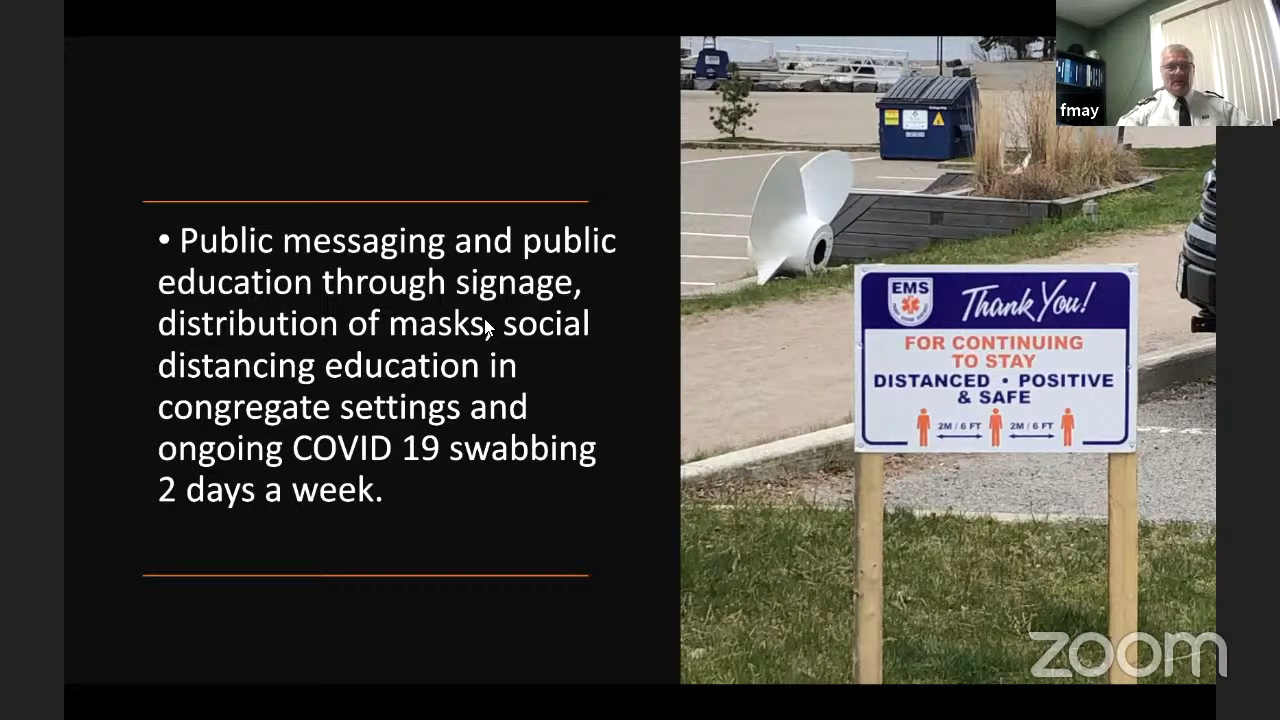 fmay
• Public messaging and public
education through signage,
distribution of masks, social
distancing education in
congregate settings and
ongoing COVID 19 swabbing
2 days a week.
EMS
Thank You!
FOR CONTINUING
TO STAY
DISTANCED • POSITIVE
& SAFE
2M / 6 FT 2M / 6 FT
zoom